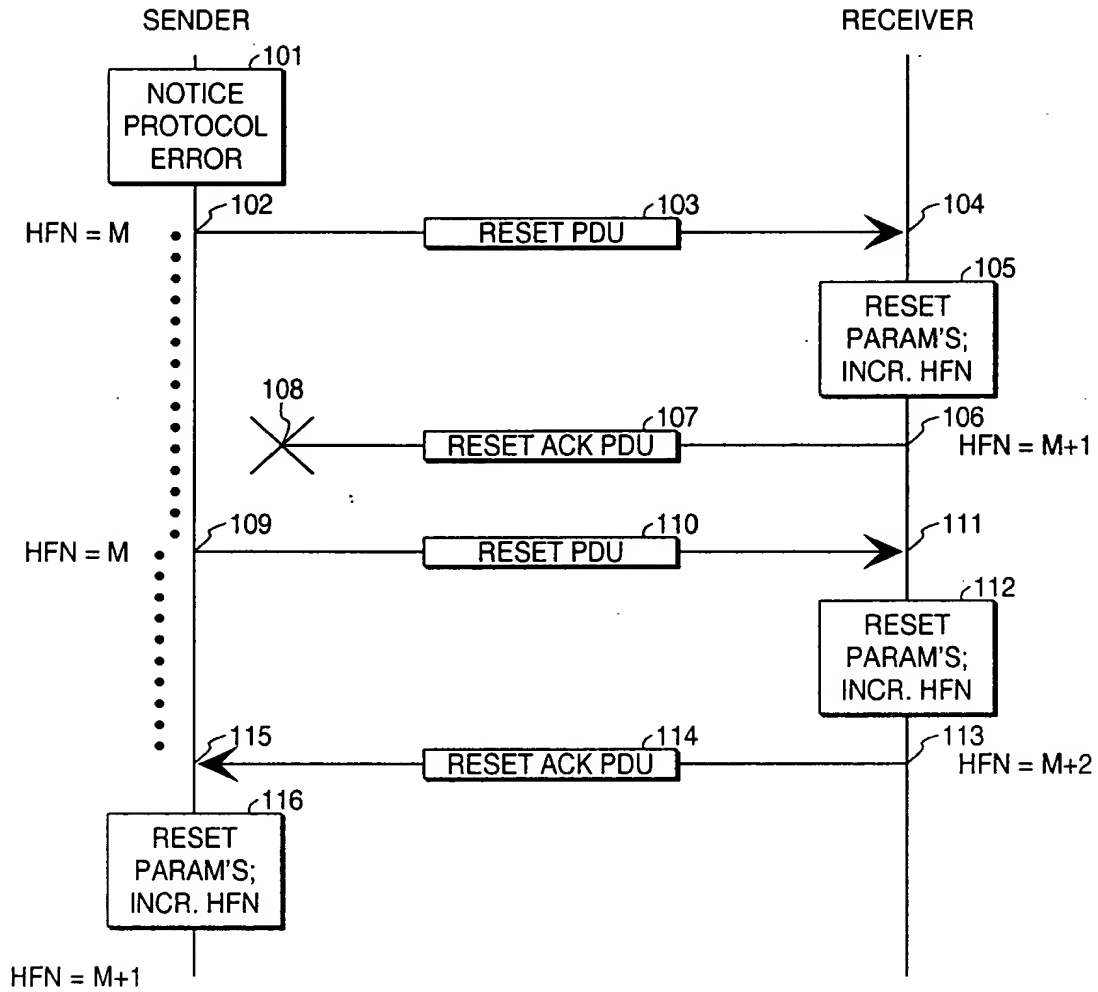 SENDER
RECEIVER
101
NOTICE
PROTOCOL
ERROR
HFN = M
102
103
RESET PDU
104
105
RESET
PARAM'S;
INCR. HFN
108
107
RESET ACK PDU
106
HFN = M+1
HFN = M
109
110
RESET PDU
111
112
RESET
PARAM'S;
INCR. HFN
115
114
RESET ACK PDU
113
HFN = M+2
116
RESET
PARAM'S;
INCR. HFN
HFN = M+1